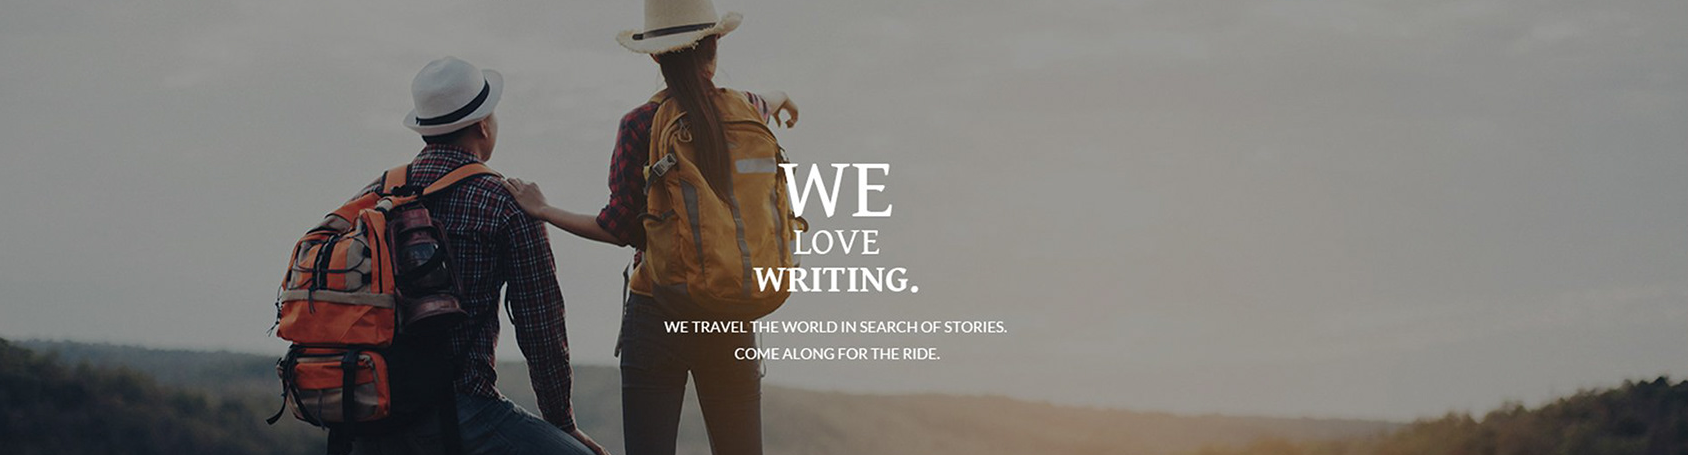 WE
LOVE
WRITING.
WE TRAVEL THE WORLD IN SEARCH OF STORIES.
COME ALONG FOR THE RIDE.